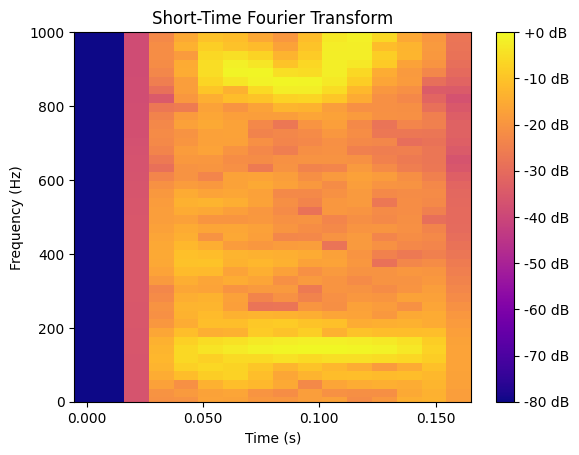 Short-Time Fourier Transform
1000
800
600
400
200
0
Frequency (Hz)
0.000
0.050
0.100
0.150
Time (s)
+0 dB
-10 dB
-20 dB
-30 dB
-40 dB
-50 dB
-60 dB
-70 dB
-80 dB